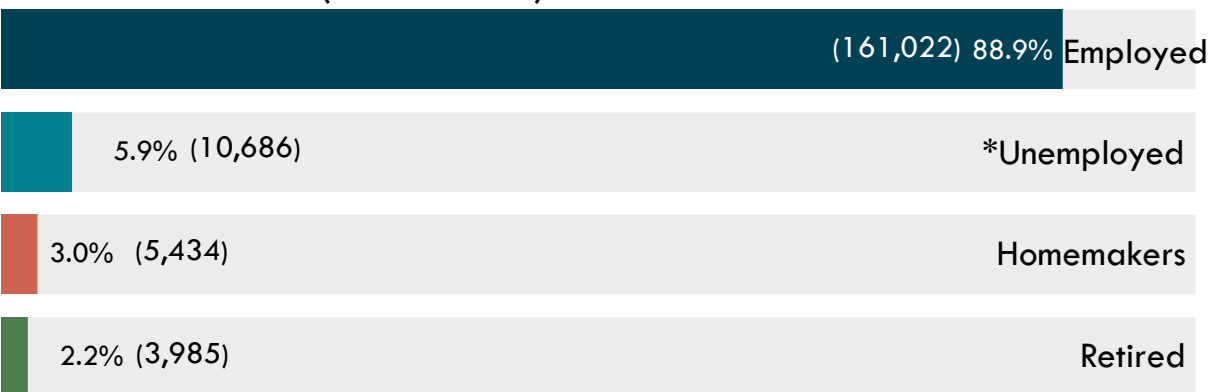 (161,022) 88.9% Employed
5.9% (10,686) *Unemployed
3.0% (5,434) Homemakers
2.2% (3,985) Retired